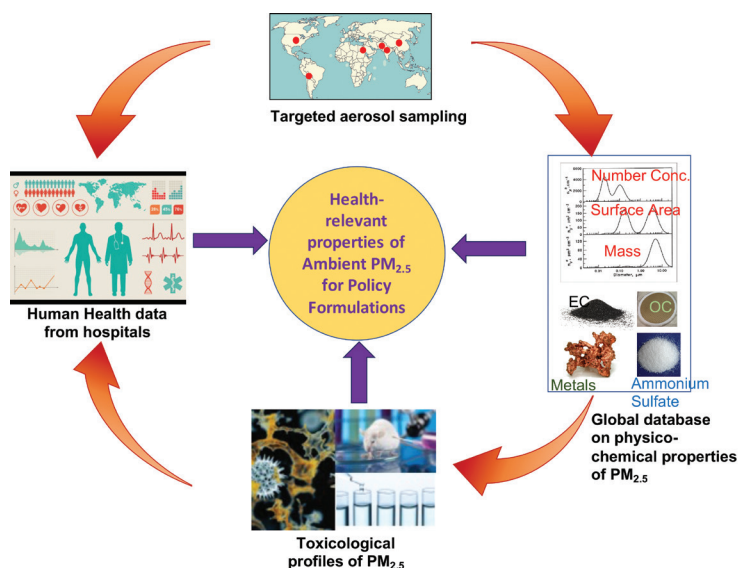 Targeted aerosol sampling
Number Conc.
Surface Area
Mass
Diameter, μm
EC
OC
Metals
Ammonium
Sulfate
Global database
on physico-
chemical properties
of PM2.5
Human Health data
from hospitals
Health-
relevant
properties of
Ambient PM2.5
for Policy
Formulations
Toxicological
profiles of PM2.5